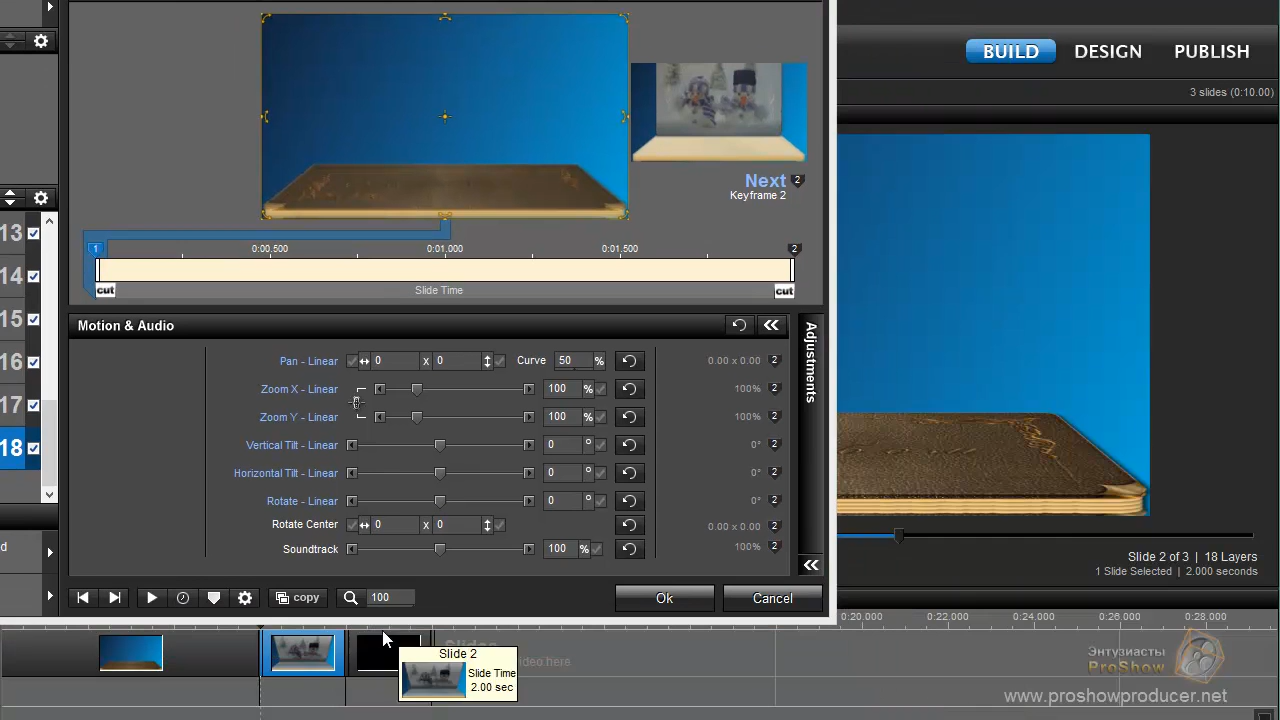 BUILD
DESIGN
PUBLISH
3 slides (0:10.00)
Next 2
Keyframe 2
1 0:00.500 0:01.000 0:01.500 2
cut Slide Time cut
Motion & Audio
Adjustments
Pan - Linear 0 X 0 Curve 50 % 0.00 x 0.00 2
Zoom X - Linear 100 % 100% 2
Zoom Y - Linear 100 % 100% 2
Vertical Tilt - Linear 0 ° 0° 2
Horizontal Tilt - Linear 0 ° 0° 2
Rotate - Linear 0 ° 0° 2
Rotate Center 0 X 0 0.00 x 0.00 2
Soundtrack 100 % 100% 2
13
14
15
16
17
18
d
copy 100 Ok Cancel
Slide 2 of 3 | 18 Layers
1 Slide Selected | 2.000 seconds
0:20.000 0:22.000 0:24.000 0:26.000 0:28.000
Slides
ideo here
Slide 2
Slide Time
2.00 sec
Энтузиасты
ProShow
www.proshowproducer.net